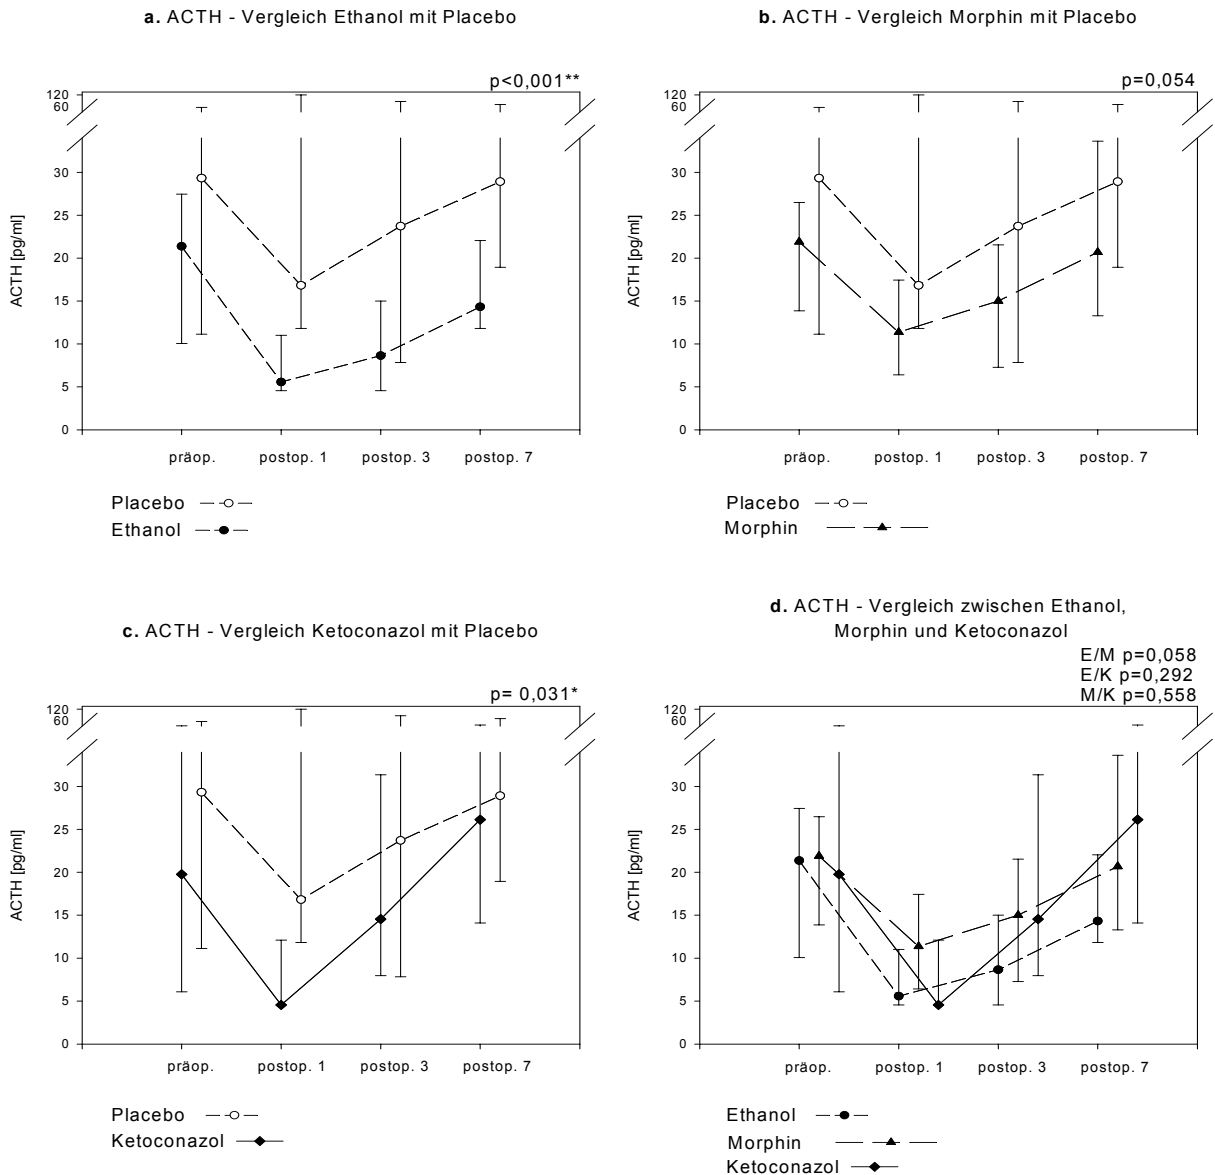 a. ACTH - Vergleich Ethanol mit Placebo
p<0,001**
120
60
30
25
20
15
10
5
0
ACTH [pg/ml]
präop. postop. 1 postop. 3 postop. 7
Placebo
Ethanol
b. ACTH - Vergleich Morphin mit Placebo
p=0,054
120
60
30
25
20
15
10
5
0
ACTH [pg/ml]
präop. postop. 1 postop. 3 postop. 7
Placebo
Morphin
c. ACTH - Vergleich Ketoconazol mit Placebo
p= 0,031*
120
60
30
25
20
15
10
5
0
ACTH [pg/ml]
präop. postop. 1 postop. 3 postop. 7
Placebo
Ketoconazol
d. ACTH - Vergleich zwischen Ethanol,
Morphin und Ketoconazol
E/M p=0,058
E/K p=0,292
M/K p=0,558
120
60
30
25
20
15
10
5
0
ACTH [pg/ml]
präop. postop. 1 postop. 3 postop. 7
Ethanol
Morphin
Ketoconazol